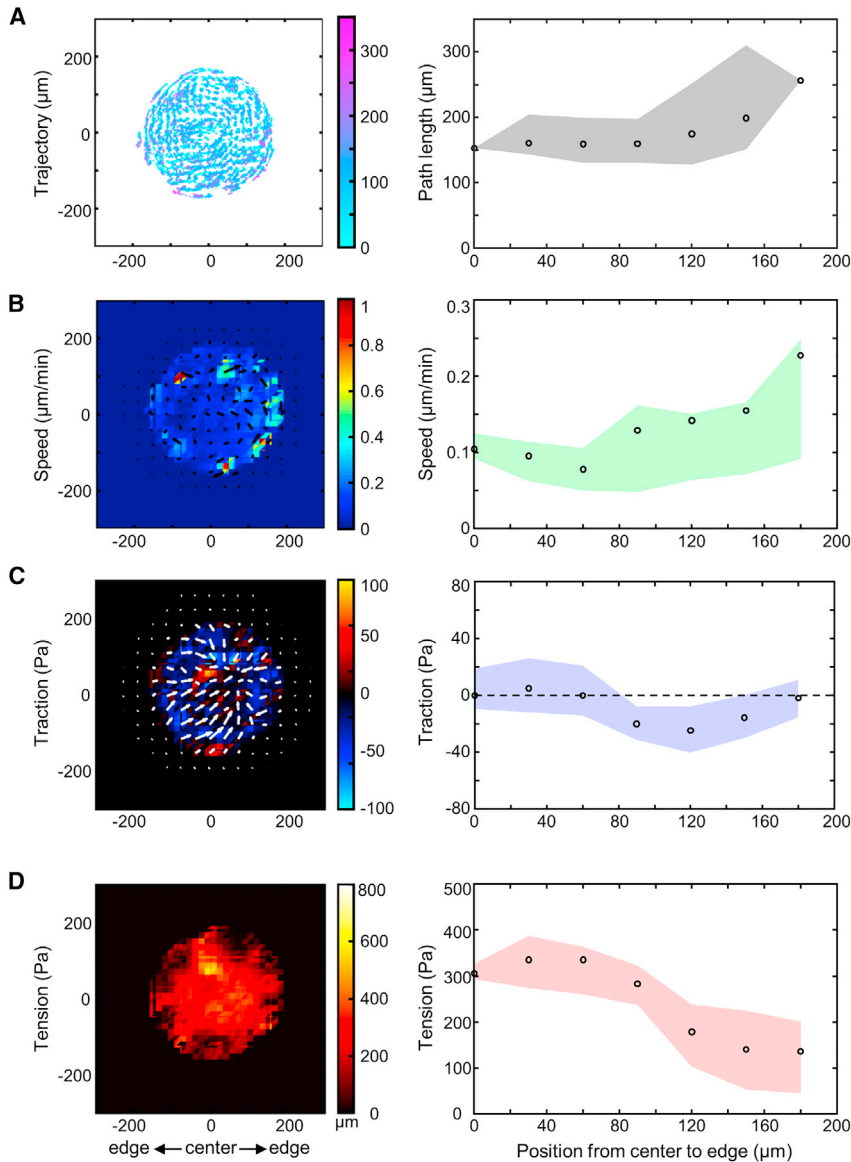 A
Trajectory (μm)
200
0
-200
-200 0 200
300
200
100
0
Path length (μm)
300
200
100
0
0 40 80 120 160 200
B
Speed (μm/min)
200
0
-200
-200 0 200
1
0.8
0.6
0.4
0.2
0
Speed (μm/min)
0.3
0.2
0.1
0
0 40 80 120 160 200
C
Traction (Pa)
200
0
-200
-200 0 200
100
50
0
-50
-100
Traction (Pa)
80
40
0
-40
-80
0 40 80 120 160 200
D
Tension (Pa)
200
0
-200
-200 0 200
edge center edge
800
600
400
200
0
μm
Tension (Pa)
500
400
300
200
100
0
0 40 80 120 160 200
Position from center to edge (μm)